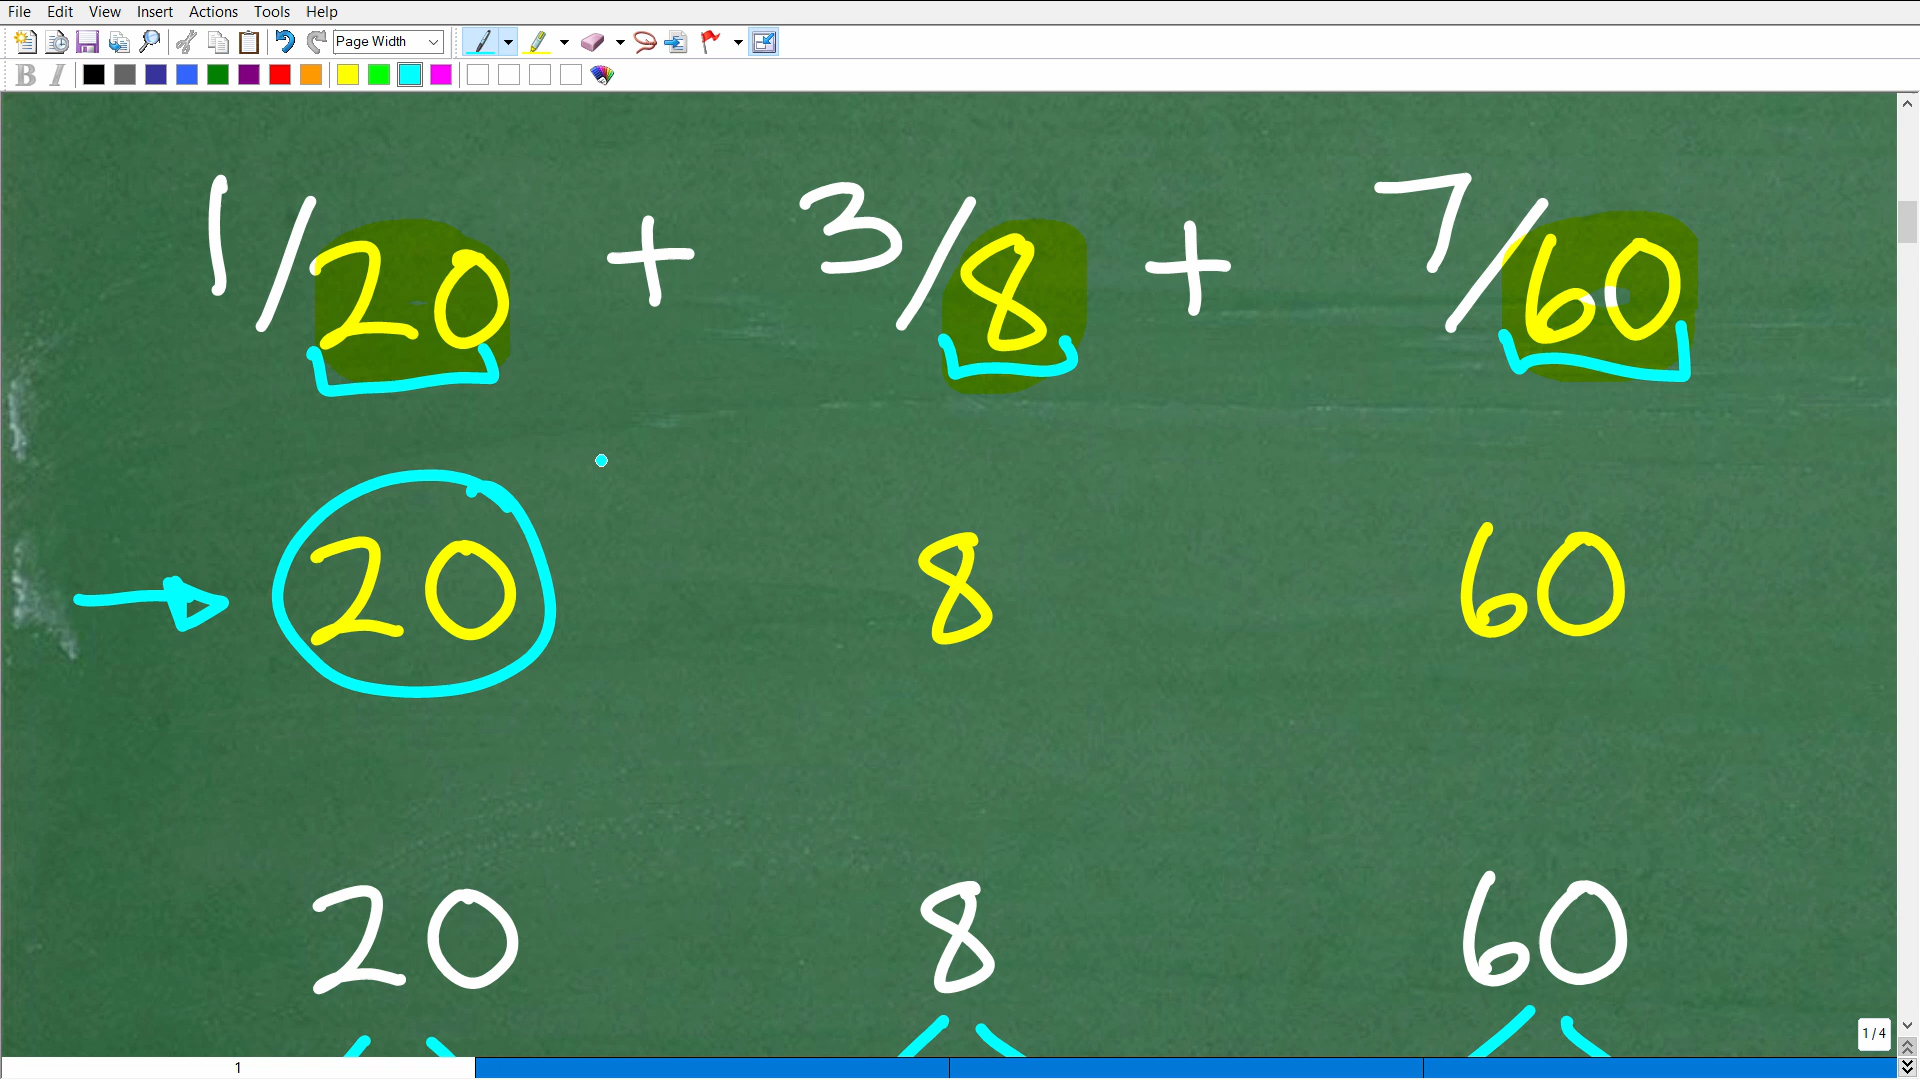 File Edit View Insert Actions Tools Help
Page Width
B I
1/20 + 3/8 + 7/60
20 8 60
20 8 60
1 / 4
1